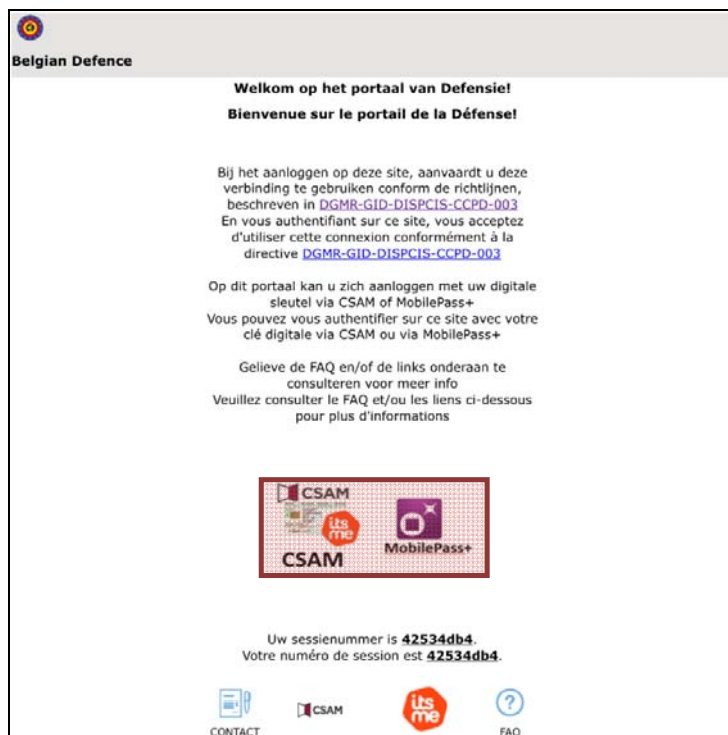 Belgian Defence
Welkom op het portaal van Defensie!
Bienvenue sur le portail de la Défense!
Bij het aanloggen op deze site, aanvaardt u deze
verbinding te gebruiken conform de richtlijnen,
beschreven in DGMR-GID-DISPCIS-CCPD-003
En vous authentifiant sur ce site, vous acceptez
d'utiliser cette connexion conformément à la
directive DGMR-GID-DISPCIS-CCPD-003
Op dit portaal kan u zich aanloggen met uw digitale
sleutel via CSAM of MobilePass+
Vous pouvez vous authentifier sur ce site avec votre
clé digitale via CSAM ou via MobilePass+
Gelieve de FAQ en/of de links onderaan te
consulteren voor meer info
Veuillez consulter le FAQ et/ou les liens ci-dessous
pour plus d'informations
CSAM
itsme
CSAM
MobilePass+
Uw sessienummer is 42534db4.
Votre numéro de session est 42534db4.
CONTACT
CSAM
itsme
?
FAQ